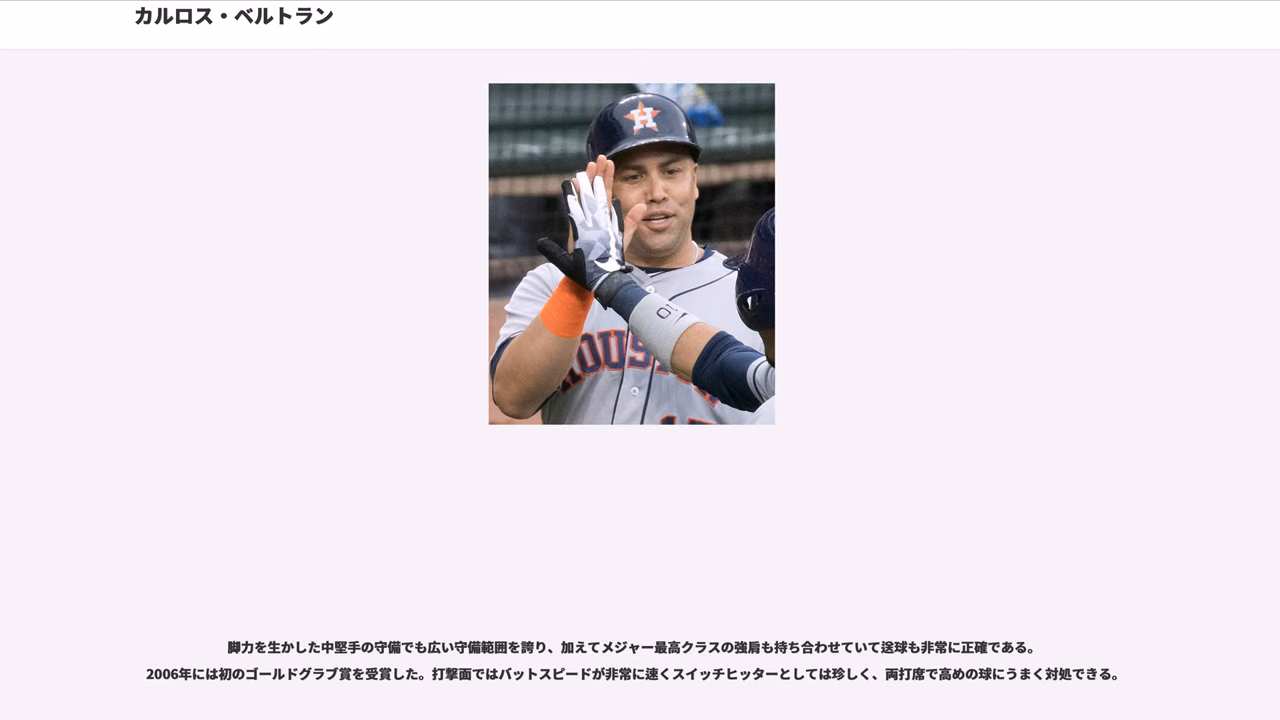 カルロス・ベルトラン
H
10
HOUSTON
脚力を生かした中堅手の守備でも広い守備範囲を誇り、加えてメジャー最高クラスの強肩も持ち合わせていて送球も非常に正確である。
2006年には初のゴールドグラブ賞を受賞した。打撃面ではバットスピードが非常に速くスイッチヒッターとしては珍しく、両打席で高めの球にうまく対処できる。